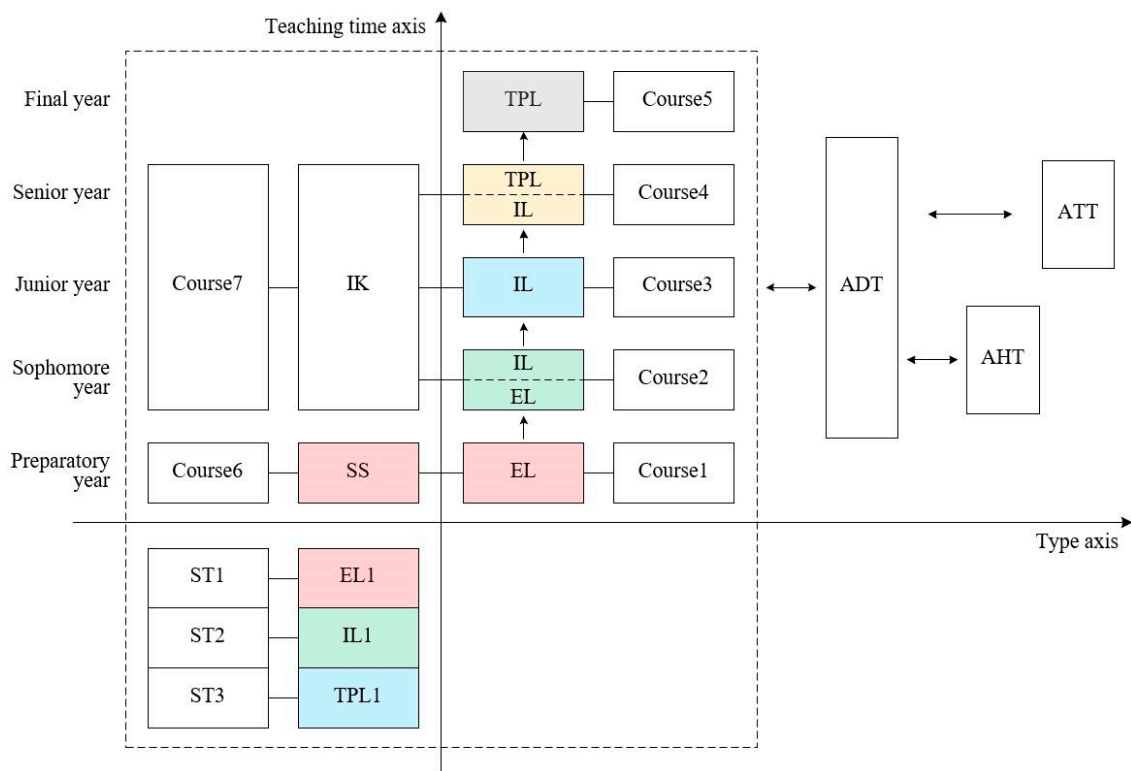 Teaching time axis
Final year
TPL
Course5
Senior year
Course7
IK
TPL
IL
Course4
ATT
Junior year
IL
Course3
ADT
Sophomore
year
IL
EL
Course2
AHT
Preparatory
year
Course6
SS
EL
Course1
Type axis
ST1
EL1
ST2
IL1
ST3
TPL1